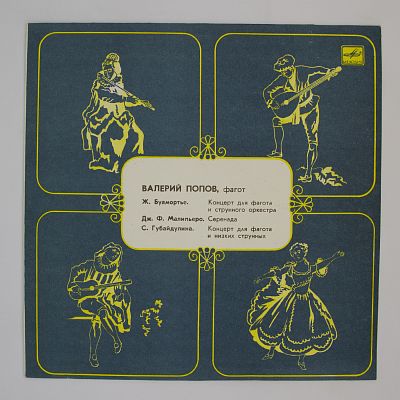 ВАЛЕРИЙ ПОПОВ, фагот
Ж. Буамортье. Концерт для фагота
и струнного оркестра
Дж. Ф. Малипьеро. Серенада
С. Губайдулина. Концерт для фагота
и низких струнных